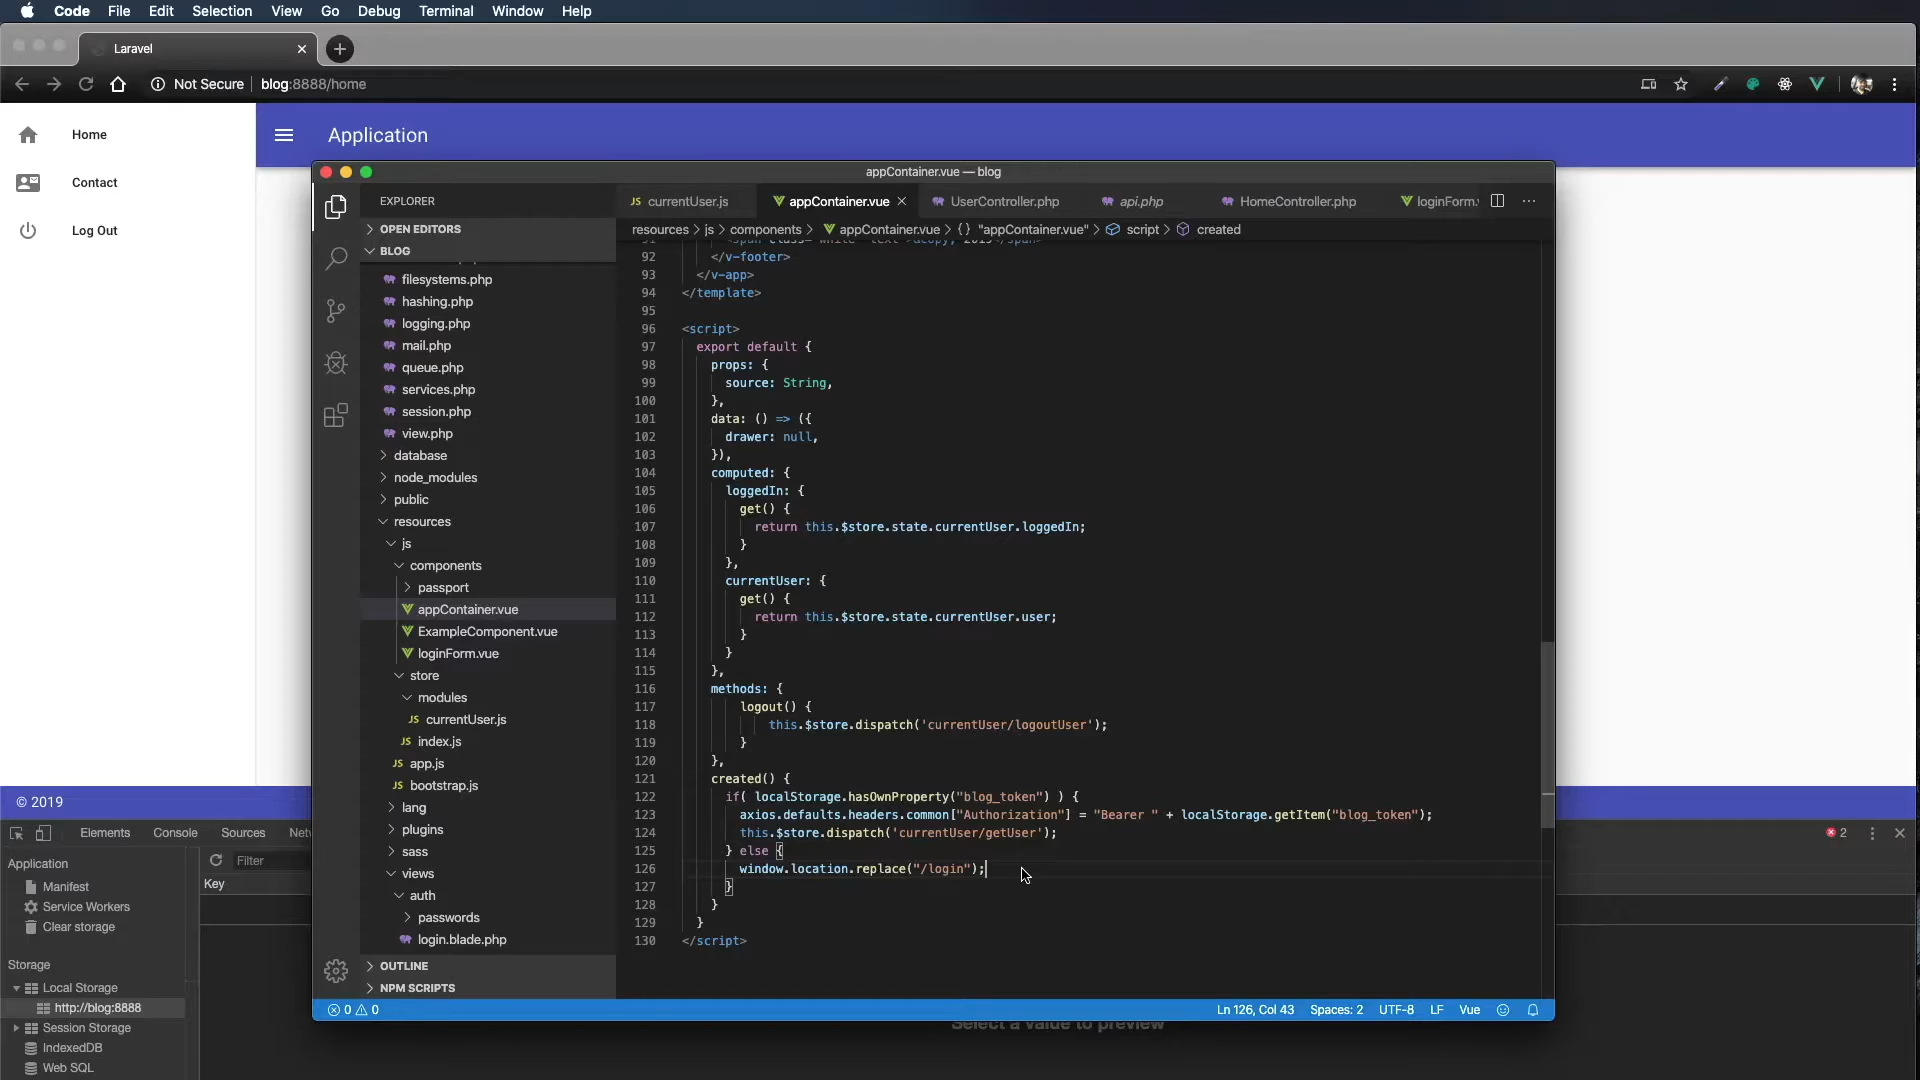 Code File Edit Selection View Go Debug Terminal Window Help
Laravel
Not Secure blog:8888/home
Home
Contact
Log Out
Application
appContainer.vue — blog
EXPLORER
OPEN EDITORS
BLOG
filesystems.php
hashing.php
logging.php
mail.php
queue.php
services.php
session.php
view.php
database
node_modules
public
resources
js
components
passport
appContainer.vue
ExampleComponent.vue
loginForm.vue
store
modules
JS currentUser.js
JS index.js
JS app.js
JS bootstrap.js
lang
plugins
sass
views
auth
passwords
login.blade.php
OUTLINE
NPM SCRIPTS
JS currentUser.js appContainer.vue UserController.php api.php HomeController.php loginForm.
resources > js > components > appContainer.vue > {} "appContainer.vue" > script > created
92 </v-footer>
93 </v-app>
94 </template>
95
96 <script>
97 export default {
98 props: {
99 source: String,
100 },
101 data: () => ({
102 drawer: null,
103 }),
104 computed: {
105 loggedIn: {
106 get() {
107 return this.$store.state.currentUser.loggedIn;
108 }
109 },
110 currentUser: {
111 get() {
112 return this.$store.state.currentUser.user;
113 }
114 }
115 },
116 methods: {
117 logout() {
118 this.$store.dispatch('currentUser/logoutUser');
119 }
120 },
121 created() {
122 if( localStorage.hasOwnProperty("blog_token") ) {
123 axios.defaults.headers.common["Authorization"] = "Bearer " + localStorage.getItem("blog_token");
124 this.$store.dispatch('currentUser/getUser');
125 } else {
126 window.location.replace("/login");
127 }
128 }
129 }
130 </script>
0 0
Ln 126, Col 43 Spaces: 2 UTF-8 LF Vue
© 2019
Elements Console Sources Net
2
Application
Manifest
Service Workers
Clear storage
Storage
Local Storage
http://blog:8888
Session Storage
IndexedDB
Web SQL
Filter
Key
Select a value to preview